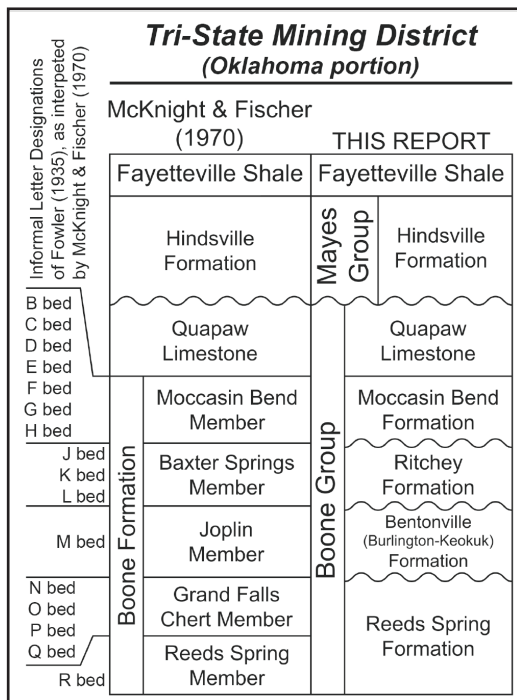 Tri-State Mining District
(Oklahoma portion)
Informal Letter Designations
of Fowler (1935), as interpeted
by McKnight & Fischer (1970)
McKnight & Fischer
(1970)
THIS REPORT
Fayetteville Shale
Fayetteville Shale
Hindsville
Formation
Mayes
Group
Hindsville
Formation
B bed
C bed
D bed
E bed
F bed
G bed
H bed
Quapaw
Limestone
Quapaw
Limestone
Boone Formation
Moccasin Bend
Member
Boone Group
Moccasin Bend
Formation
J bed
K bed
L bed
Baxter Springs
Member
Ritchey
Formation
M bed
Joplin
Member
Bentonville
(Burlington-Keokuk)
Formation
N bed
O bed
P bed
Q bed
Grand Falls
Chert Member
Reeds Spring
Formation
R bed
Reeds Spring
Member